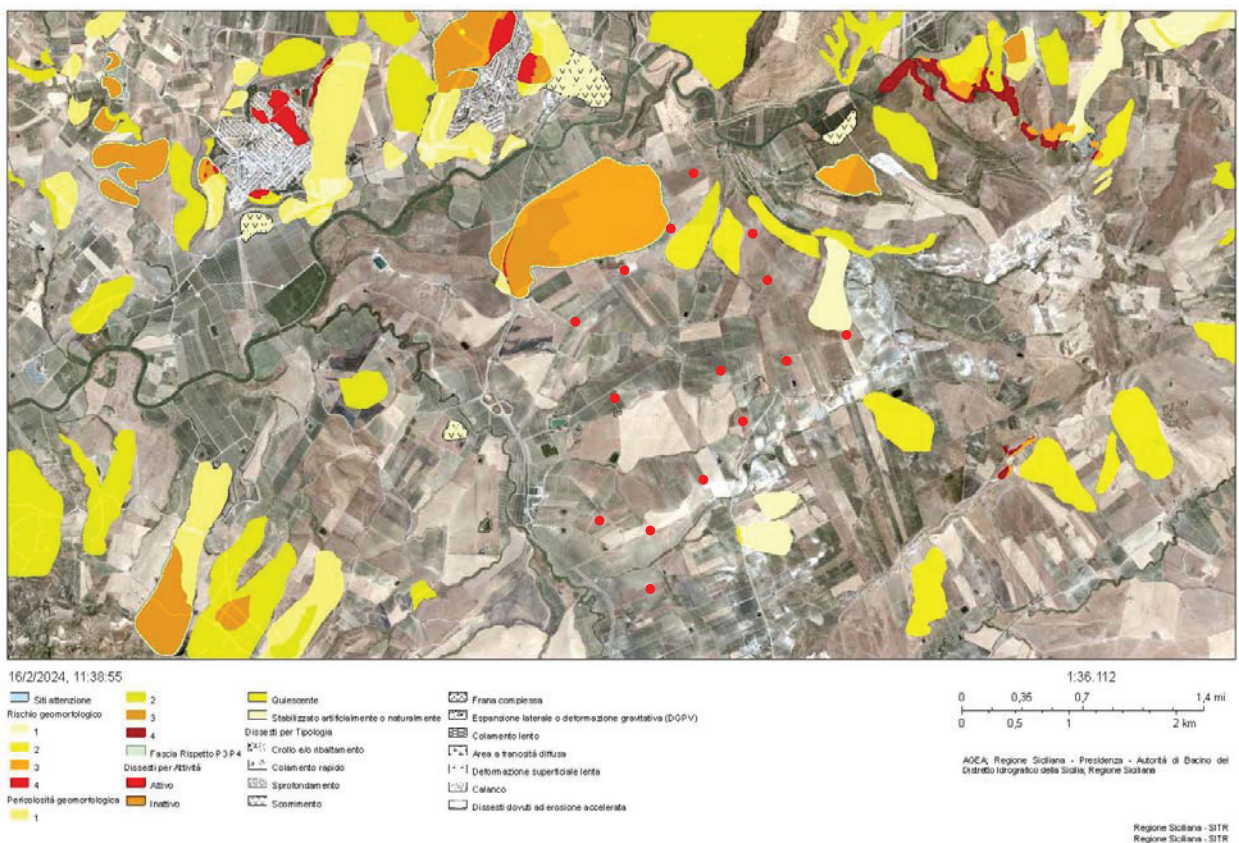 16/2/2024, 11:38:55
1:36.112
Siti attenzione
Rischio geomorfologico
1
2
3
4
Pericolosità geomorfologica
1
2
3
4
Fascia Rispetto P3 P4
Dissesti per Attività
Attivo
Inattivo
Quiescente
Stabilizzato artificialmente o naturalmente
Dissesti per Tipologia
Crollo e/o ribaltamento
Colamento rapido
Sprofondamento
Scorrimento
Frana complessa
Espansione laterale o deformazione gravitativa (DGPV)
Colamento lento
Area a franosità diffusa
Deformazione superficiale lenta
Calanco
Dissesti dovuti ad erosione accelerata
0 0,35 0,7 1,4 mi
0 0,5 1 2 km
AGEA; Regione Siciliana - Presidenza - Autorità di Bacino del
Distretto Idrografico della Sicilia; Regione Siciliana
Regione Siciliana - SITR
Regione Siciliana - SITR